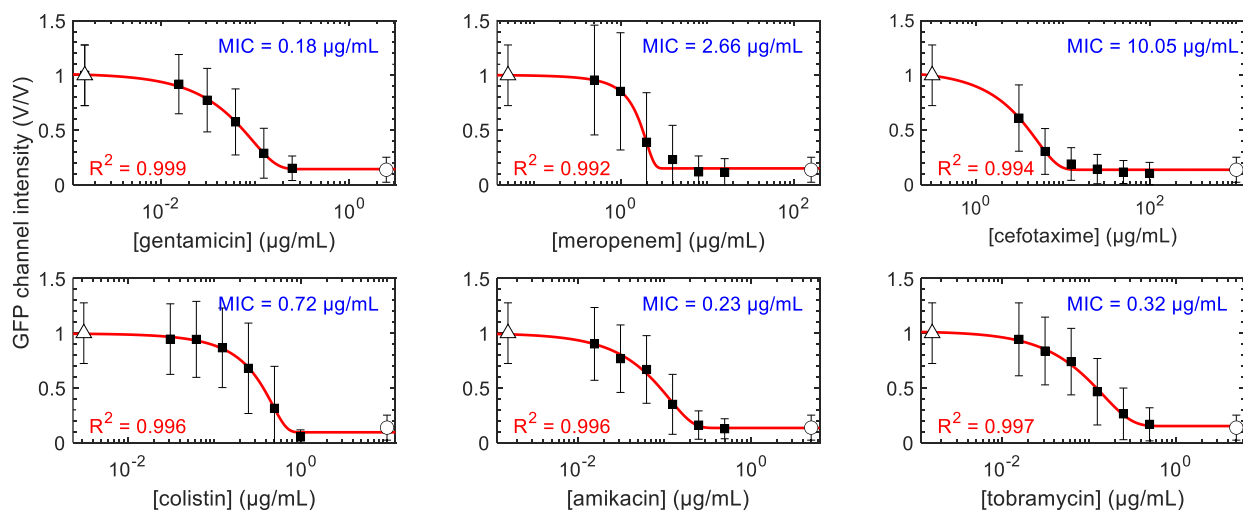 GFP channel intensity (V/V)
1.5
1
0.5
0
MIC = 0.18 µg/mL
R² = 0.999
10⁻² 10⁰
[gentamicin] (µg/mL)
1.5
1
0.5
0
MIC = 2.66 µg/mL
R² = 0.992
10⁰ 10²
[meropenem] (µg/mL)
1.5
1
0.5
0
MIC = 10.05 µg/mL
R² = 0.994
10⁰ 10²
[cefotaxime] (µg/mL)
1.5
1
0.5
0
MIC = 0.72 µg/mL
R² = 0.996
10⁻² 10⁰
[colistin] (µg/mL)
1.5
1
0.5
0
MIC = 0.23 µg/mL
R² = 0.996
10⁻² 10⁰
[amikacin] (µg/mL)
1.5
1
0.5
0
MIC = 0.32 µg/mL
R² = 0.997
10⁻² 10⁰
[tobramycin] (µg/mL)